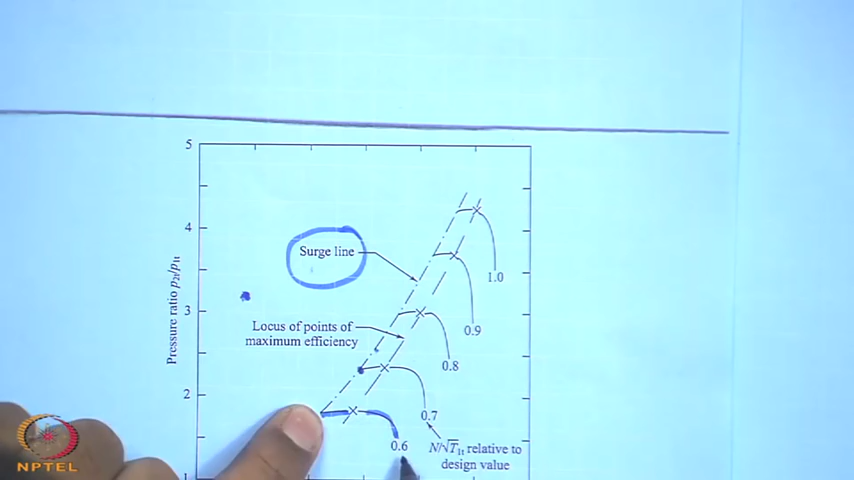 5
4
Surge line
1.0
Pressure ratio p2t/p1t
3
0.9
Locus of points of
maximum efficiency
0.8
2
0.7
0.6
N/√T1t relative to
design value
1
NPTEL